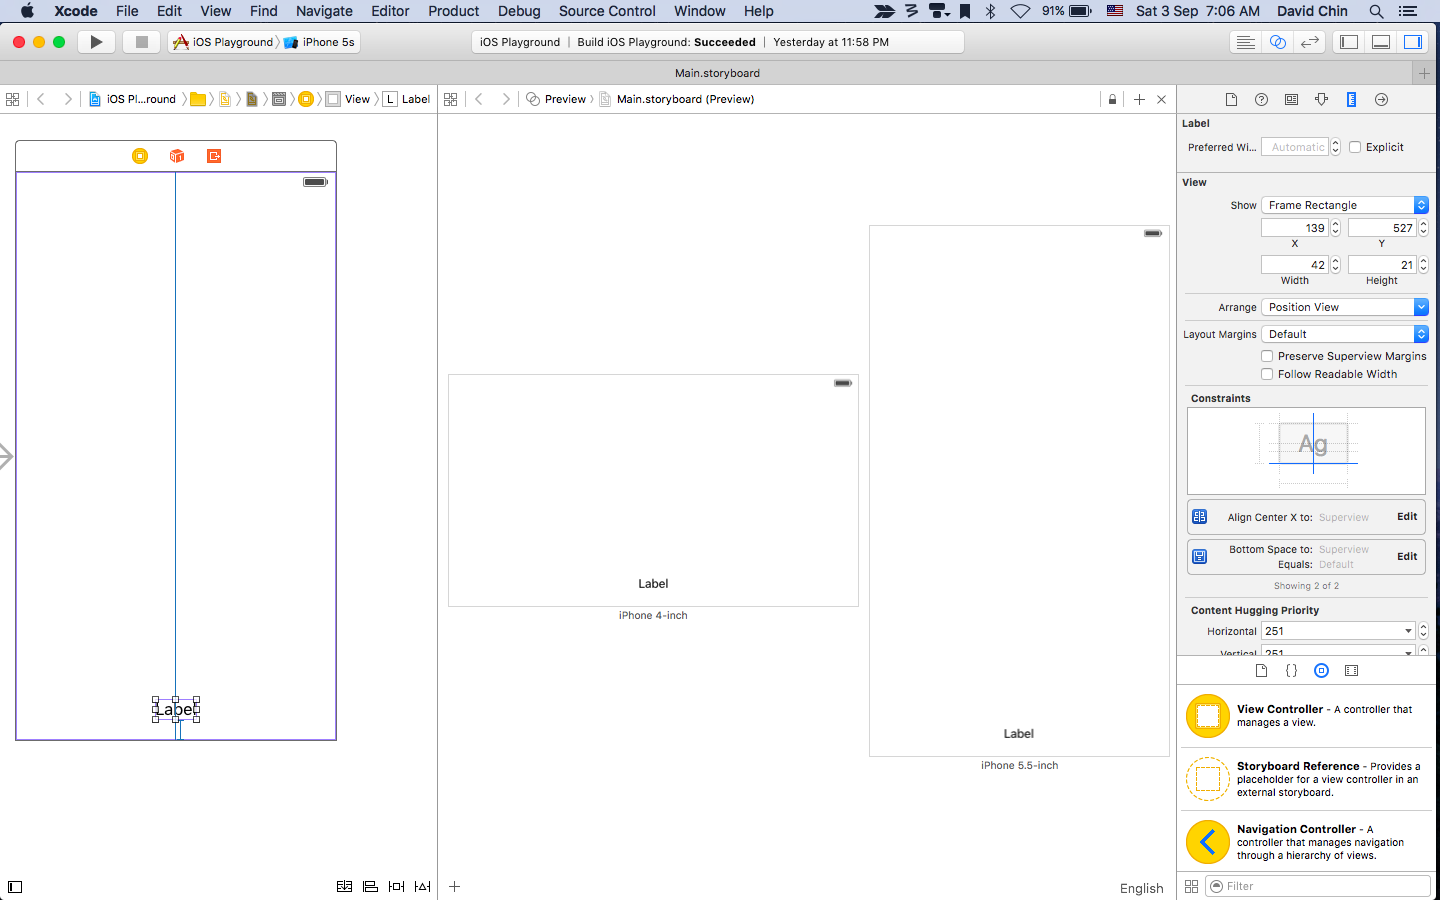 Xcode File Edit View Find Navigate Editor Product Debug Source Control Window Help 91% Sat 3 Sep 7:06 AM David Chin
iOS Playground iPhone 5s iOS Playground | Build iOS Playground: Succeeded | Yesterday at 11:58 PM
Main.storyboard
iOS Pl...round View L Label Preview Main.storyboard (Preview)
Label
Label
iPhone 4-inch
Label
iPhone 5.5-inch
English
Label
Preferred Wi... Automatic Explicit
View
Show Frame Rectangle
139 527
X Y
42 21
Width Height
Arrange Position View
Layout Margins Default
Preserve Superview Margins
Follow Readable Width
Constraints
Ag
Align Center X to: Superview Edit
Bottom Space to: Superview Edit
Equals: Default
Showing 2 of 2
Content Hugging Priority
Horizontal 251
Vertical 251
{}
View Controller - A controller that
manages a view.
Storyboard Reference - Provides a
placeholder for a view controller in an
external storyboard.
Navigation Controller - A
controller that manages navigation
through a hierarchy of views.
Filter